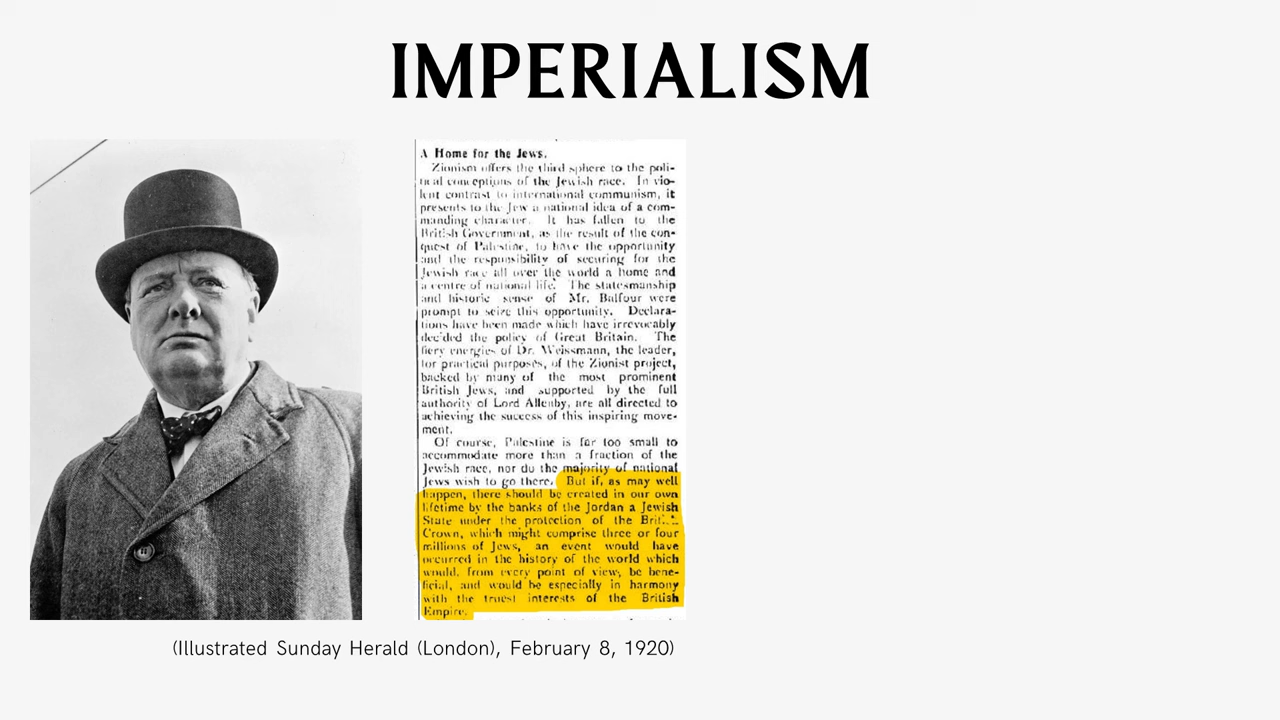 IMPERIALISM
A Home for the Jews.
Zionism offers the third sphere to the poli-
tical conceptions of the Jewish race. In vio-
lent contrast to international communism, it
presents to the Jew a national idea of a com-
manding character. It has fallen to the
British Government, as the result of the con-
quest of Palestine, to have the opportunity
and the responsibility of securing for the
Jewish race all over the world a home and
a centre of national life. The statesmanship
and historic sense of Mr. Balfour were
prompt to seize this opportunity. Declara-
tions have been made which have irrevocably
decided the policy of Great Britain. The
fiery energies of Dr. Weissmann, the leader,
for practical purposes, of the Zionist project,
backed by many of the most prominent
British Jews, and supported by the full
authority of Lord Allenby, are all directed to
achieving the success of this inspiring move-
ment.
Of course, Palestine is far too small to
accommodate more than a fraction of the
Jewish race, nor do the majority of national
Jews wish to go there. But if, as may well
happen, there should be created in our own
lifetime by the banks of the Jordan a Jewish
State under the protection of the British
Crown, which might comprise three or four
millions of Jews, an event would have
occurred in the history of the world which
would, from every point of view, be bene-
ficial, and would be especially in harmony
with the truest interests of the British
Empire.
(Illustrated Sunday Herald (London), February 8, 1920)